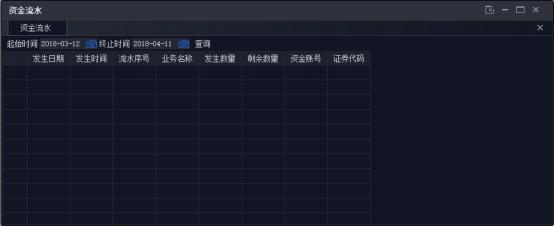 资金流水
资金流水
起始时间 2018-03-12 终止时间 2018-04-11 查询
发生日期 发生时间 流水序号 业务名称 发生数量 剩余数量 资金账号 证券代码